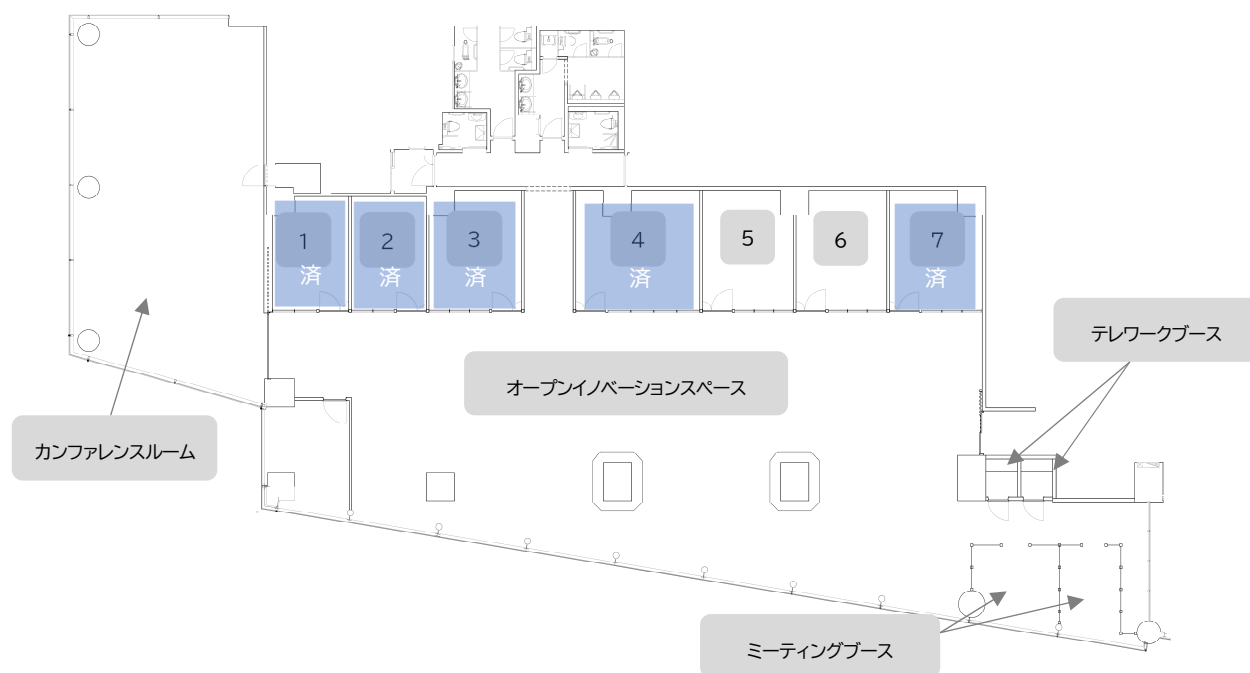 1
済
2
済
3
済
4
済
5
6
7
済
テレワークブース
オープンイノベーションスペース
カンファレンスルーム
ミーティングブース